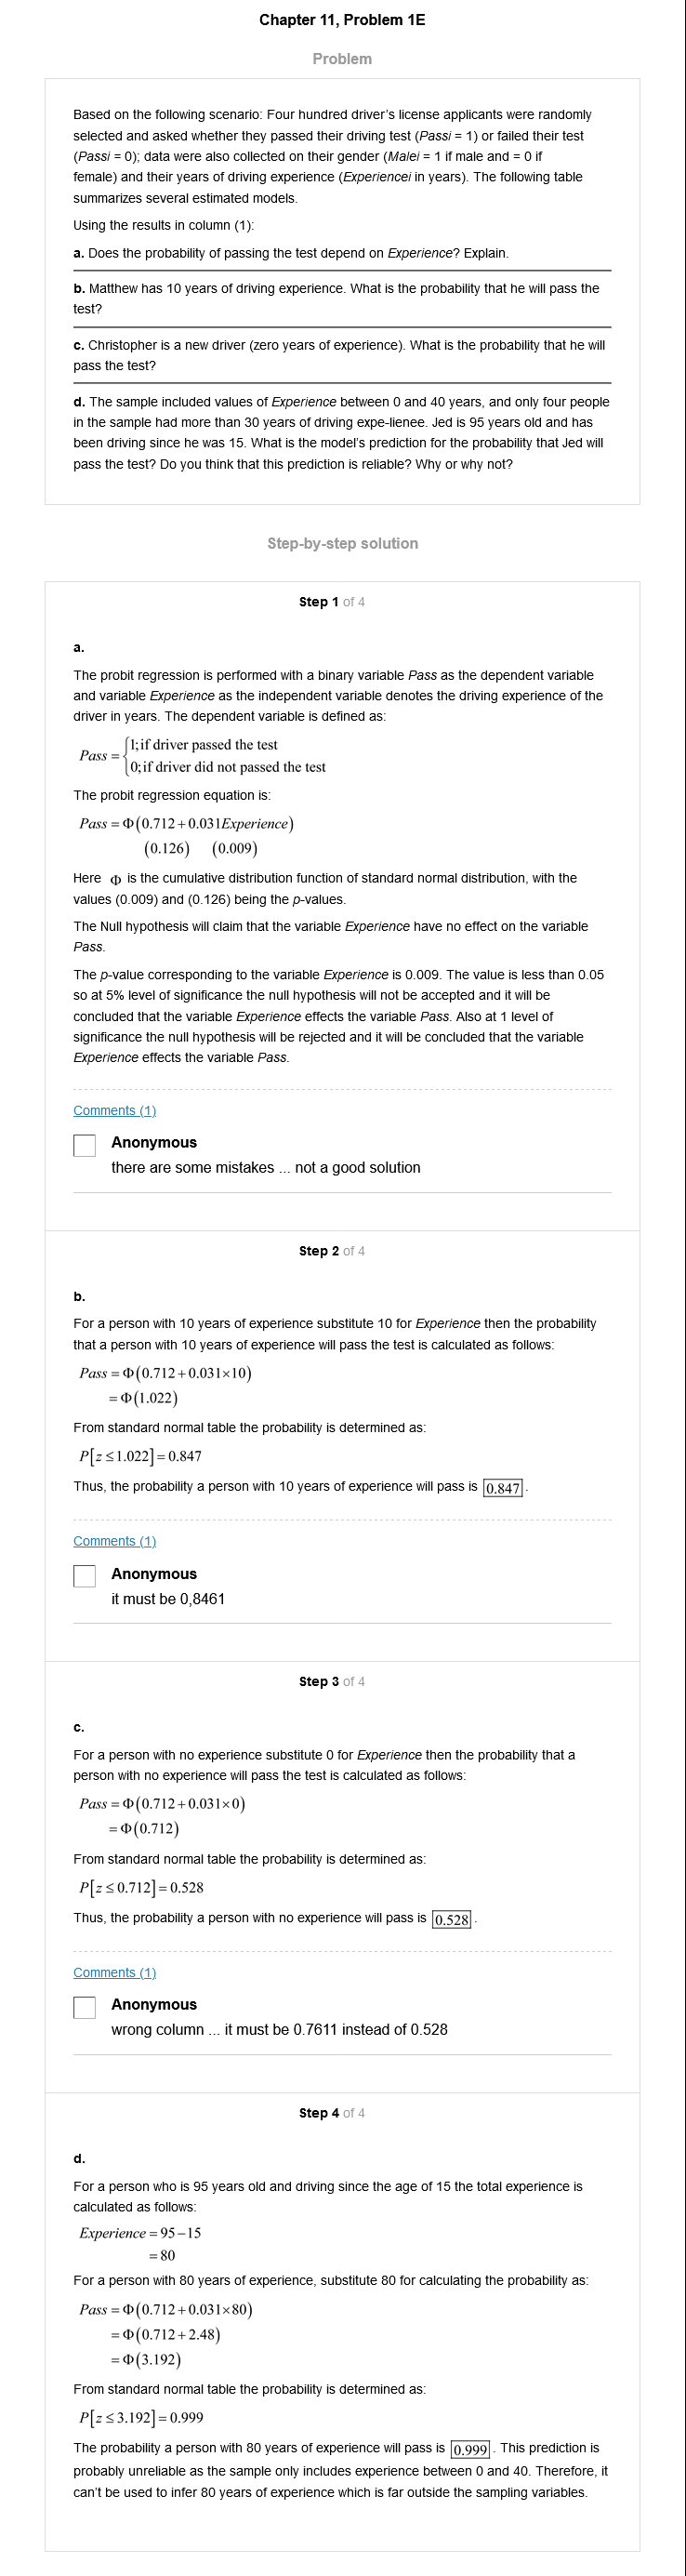 Chapter 11, Problem 1E
Problem
Based on the following scenario: Four hundred driver's license applicants were randomly
selected and asked whether they passed their driving test (Passi = 1) or failed their test
(Passi = 0); data were also collected on their gender (Malei = 1 if male and = 0 if
female) and their years of driving experience (Experiencei in years). The following table
summarizes several estimated models.
Using the results in column (1):
a. Does the probability of passing the test depend on Experience? Explain.
b. Matthew has 10 years of driving experience. What is the probability that he will pass the
test?
c. Christopher is a new driver (zero years of experience). What is the probability that he will
pass the test?
d. The sample included values of Experience between 0 and 40 years, and only four people
in the sample had more than 30 years of driving expe-lienee. Jed is 95 years old and has
been driving since he was 15. What is the model's prediction for the probability that Jed will
pass the test? Do you think that this prediction is reliable? Why or why not?
Step-by-step solution
Step 1 of 4
a.
The probit regression is performed with a binary variable Pass as the dependent variable
and variable Experience as the independent variable denotes the driving experience of the
driver in years. The dependent variable is defined as:
Pass = {1;if driver passed the test
0;if driver did not passed the test
The probit regression equation is:
Pass = Φ(0.712+0.031Experience)
(0.126) (0.009)
Here Φ is the cumulative distribution function of standard normal distribution, with the
values (0.009) and (0.126) being the p-values.
The Null hypothesis will claim that the variable Experience have no effect on the variable
Pass.
The p-value corresponding to the variable Experience is 0.009. The value is less than 0.05
so at 5% level of significance the null hypothesis will not be accepted and it will be
concluded that the variable Experience effects the variable Pass. Also at 1 level of
significance the null hypothesis will be rejected and it will be concluded that the variable
Experience effects the variable Pass.
Comments (1)
Anonymous
there are some mistakes ... not a good solution
Step 2 of 4
b.
For a person with 10 years of experience substitute 10 for Experience then the probability
that a person with 10 years of experience will pass the test is calculated as follows:
Pass = Φ(0.712+0.031×10)
= Φ(1.022)
From standard normal table the probability is determined as:
P[z ≤ 1.022] = 0.847
Thus, the probability a person with 10 years of experience will pass is 0.847.
Comments (1)
Anonymous
it must be 0,8461
Step 3 of 4
c.
For a person with no experience substitute 0 for Experience then the probability that a
person with no experience will pass the test is calculated as follows:
Pass = Φ(0.712+0.031×0)
= Φ(0.712)
From standard normal table the probability is determined as:
P[z ≤ 0.712] = 0.528
Thus, the probability a person with no experience will pass is 0.528.
Comments (1)
Anonymous
wrong column ... it must be 0.7611 instead of 0.528
Step 4 of 4
d.
For a person who is 95 years old and driving since the age of 15 the total experience is
calculated as follows:
Experience = 95−15
= 80
For a person with 80 years of experience, substitute 80 for calculating the probability as:
Pass = Φ(0.712+0.031×80)
= Φ(0.712+2.48)
= Φ(3.192)
From standard normal table the probability is determined as:
P[z ≤ 3.192] = 0.999
The probability a person with 80 years of experience will pass is 0.999. This prediction is
probably unreliable as the sample only includes experience between 0 and 40. Therefore, it
can't be used to infer 80 years of experience which is far outside the sampling variables.